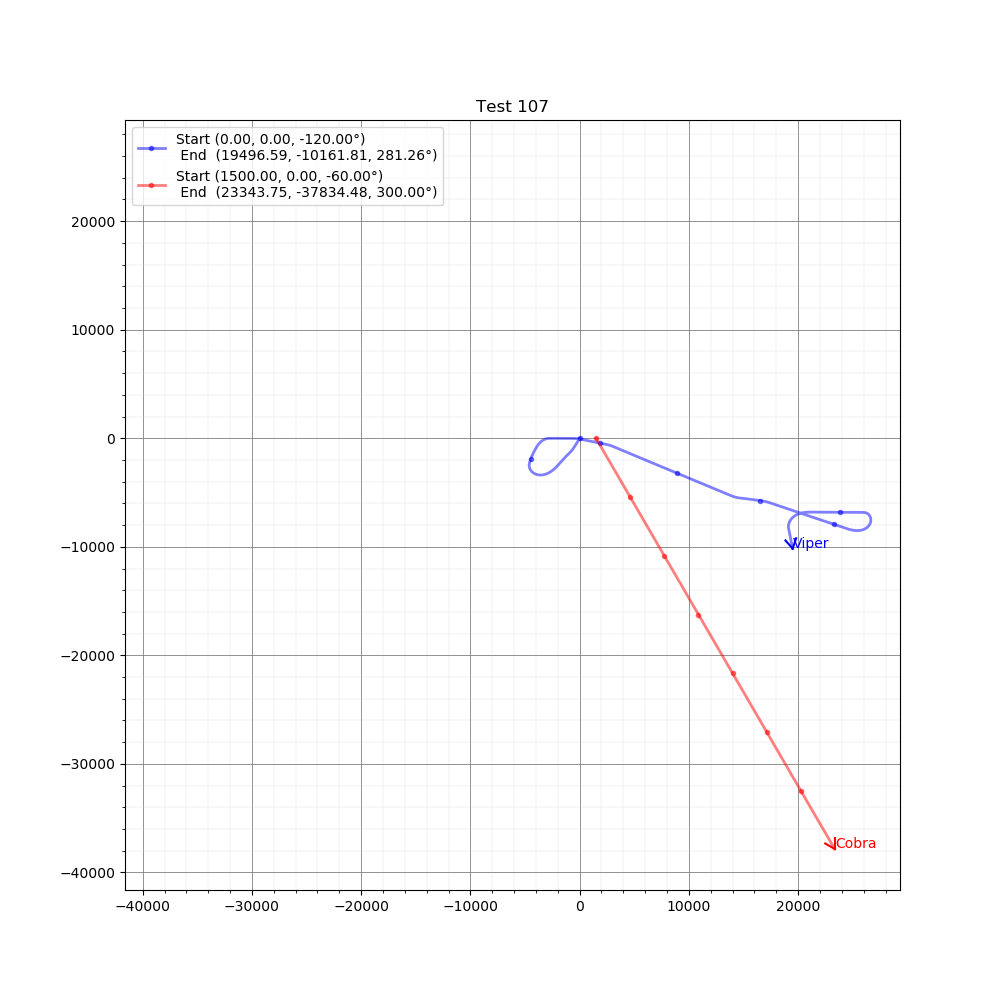 Test 107
Start (0.00, 0.00, -120.00°)
End (19496.59, -10161.81, 281.26°)
Start (1500.00, 0.00, -60.00°)
End (23343.75, -37834.48, 300.00°)
20000
10000
0
−10000
−20000
−30000
−40000
Viper
Cobra
−40000 −30000 −20000 −10000 0 10000 20000